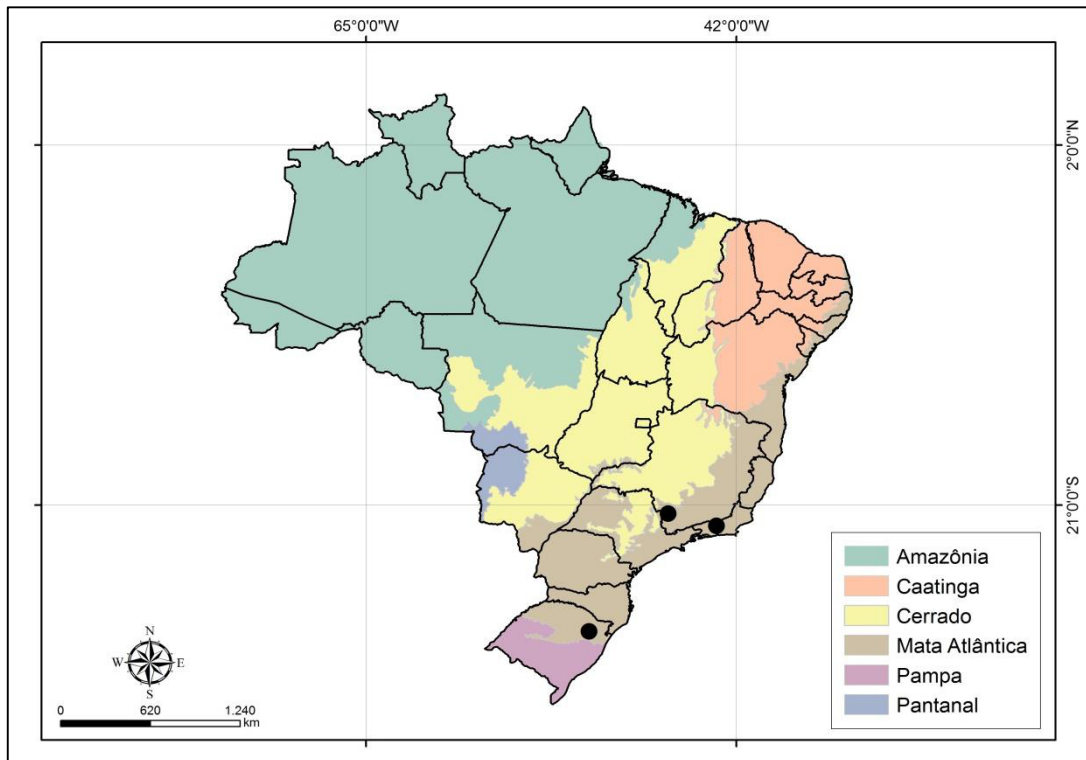 65°0'0"W
42°0'0"W
2°0'0"N
21°0'0"S
Amazônia
Caatinga
Cerrado
Mata Atlântica
Pampa
Pantanal
N
W
E
S
0
620
1.240
km